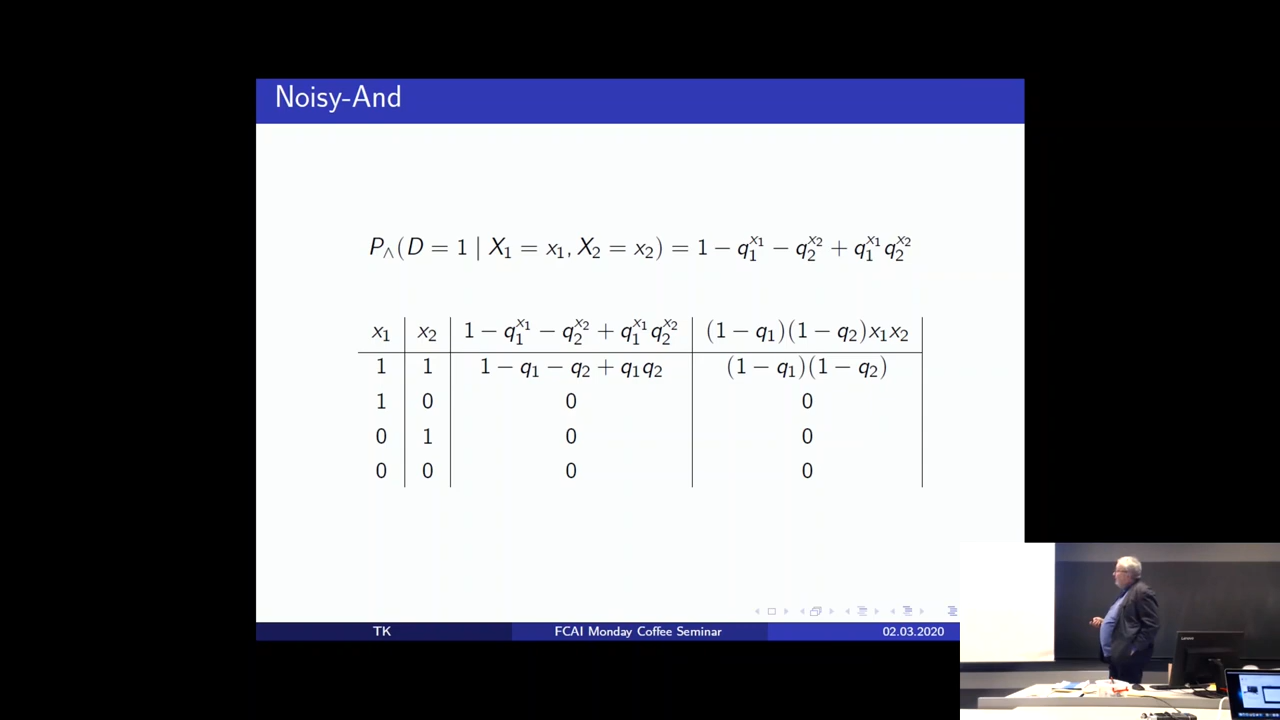 Noisy-And
P∧(D = 1 | X₁ = x₁, X₂ = x₂) = 1 − q₁^x₁ − q₂^x₂ + q₁^x₁ q₂^x₂
x₁ x₂ 1 − q₁^x₁ − q₂^x₂ + q₁^x₁ q₂^x₂ (1 − q₁)(1 − q₂)x₁x₂
1 1 1 − q₁ − q₂ + q₁q₂ (1 − q₁)(1 − q₂)
1 0 0 0
0 1 0 0
0 0 0 0
TK FCAI Monday Coffee Seminar 02.03.2020
Lenovo